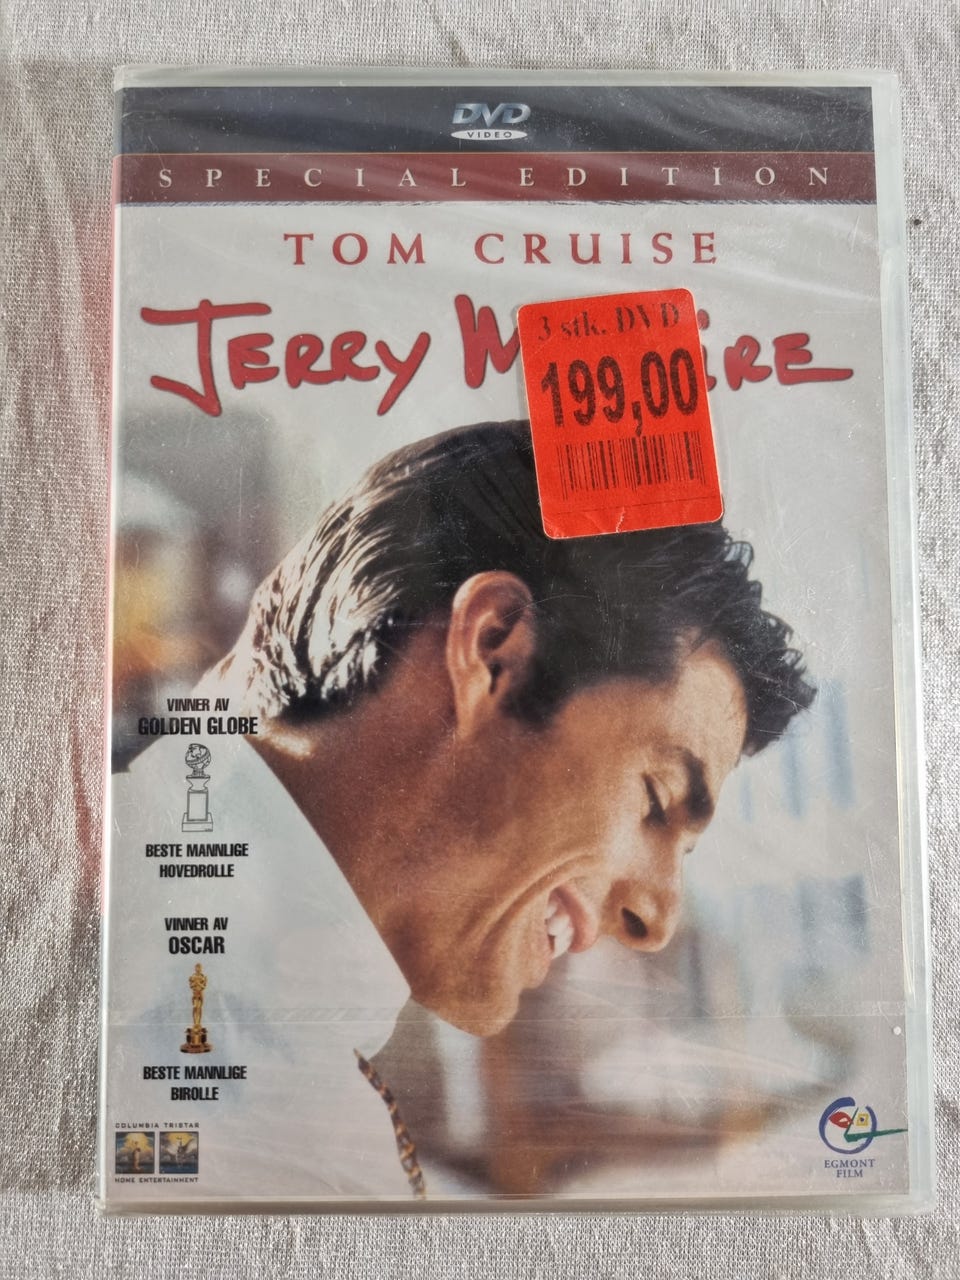 DVD
VIDEO
SPECIAL EDITION
TOM CRUISE
JERRY
3 stk. DVD
199,00
VINNER AV
GOLDEN GLOBE
BESTE MANNLIGE
HOVEDROLLE
VINNER AV
OSCAR
BESTE MANNLIGE
BIROLLE
COLUMBIA TRISTAR
HOME ENTERTAINMENT
EGMONT
FILM